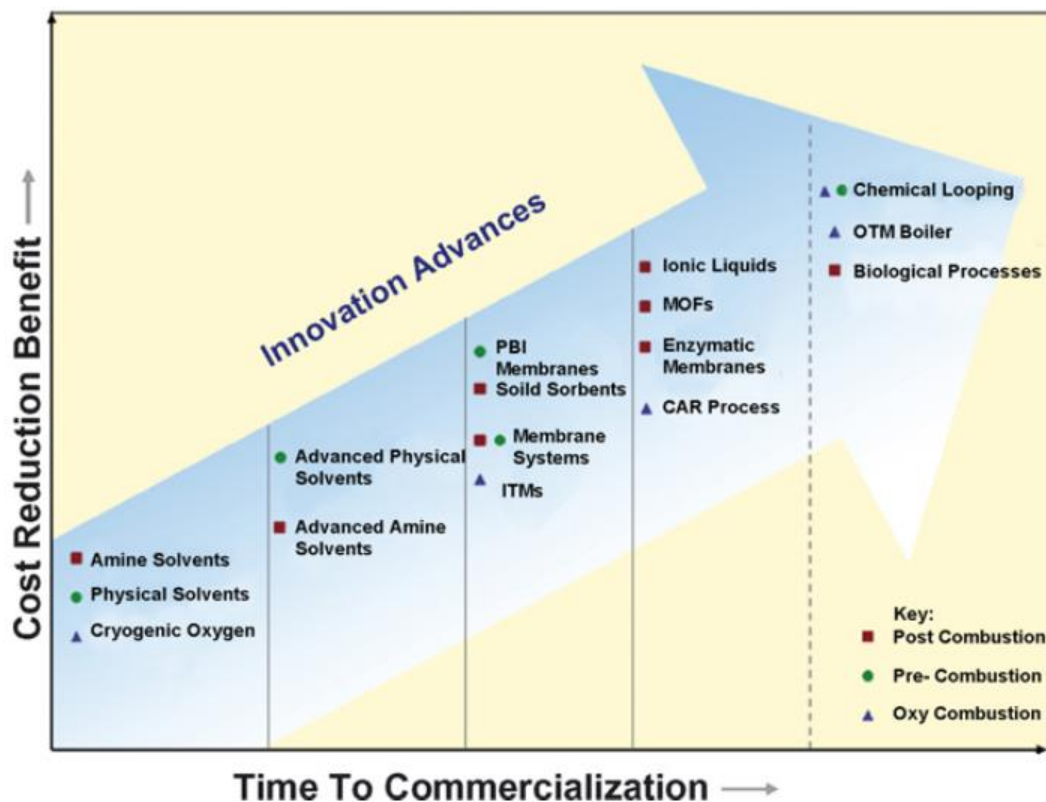 Cost Reduction Benefit
Innovation Advances
Amine Solvents
Physical Solvents
Cryogenic Oxygen
Advanced Physical
Solvents
Advanced Amine
Solvents
PBI
Membranes
Soild Sorbents
Membrane
Systems
ITMs
Ionic Liquids
MOFs
Enzymatic
Membranes
CAR Process
Chemical Looping
OTM Boiler
Biological Processes
Key:
Post Combustion
Pre- Combustion
Oxy Combustion
Time To Commercialization